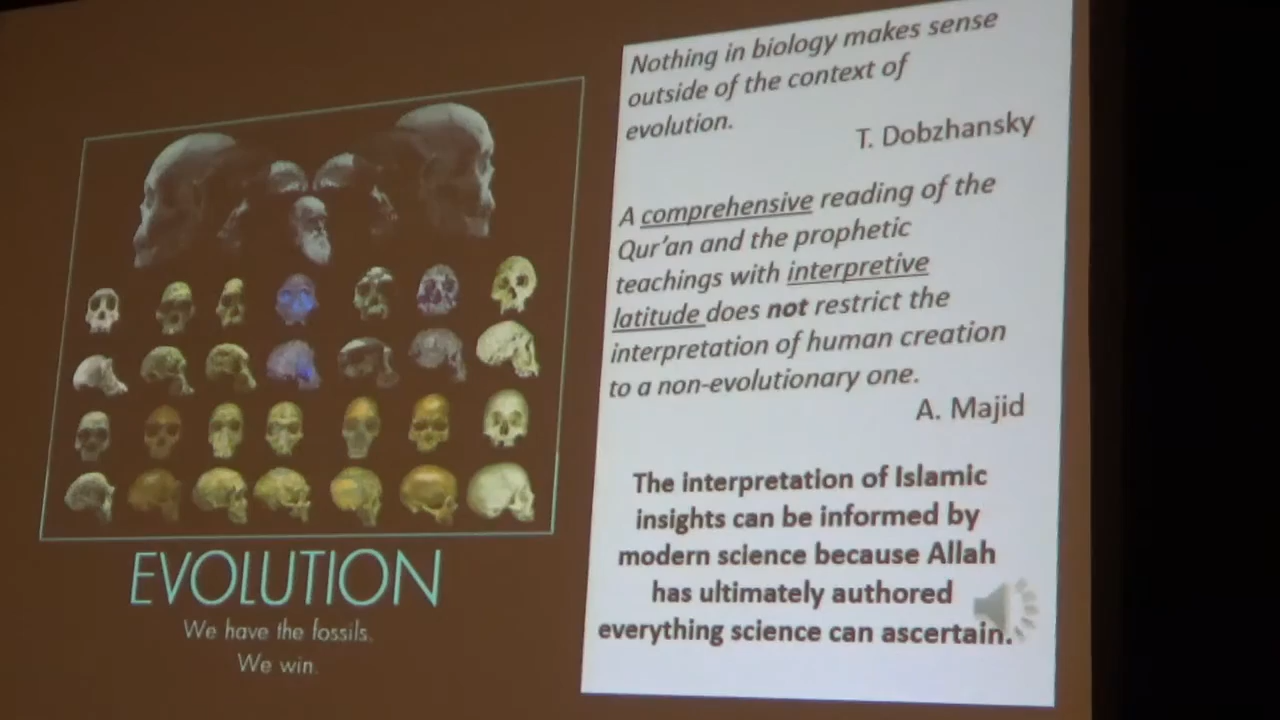 EVOLUTION
We have the fossils.
We win.
Nothing in biology makes sense
outside of the context of
evolution.
T. Dobzhansky
A comprehensive reading of the
Qur'an and the prophetic
teachings with interpretive
latitude does not restrict the
interpretation of human creation
to a non-evolutionary one.
A. Majid
The interpretation of Islamic
insights can be informed by
modern science because Allah
has ultimately authored
everything science can ascertain.